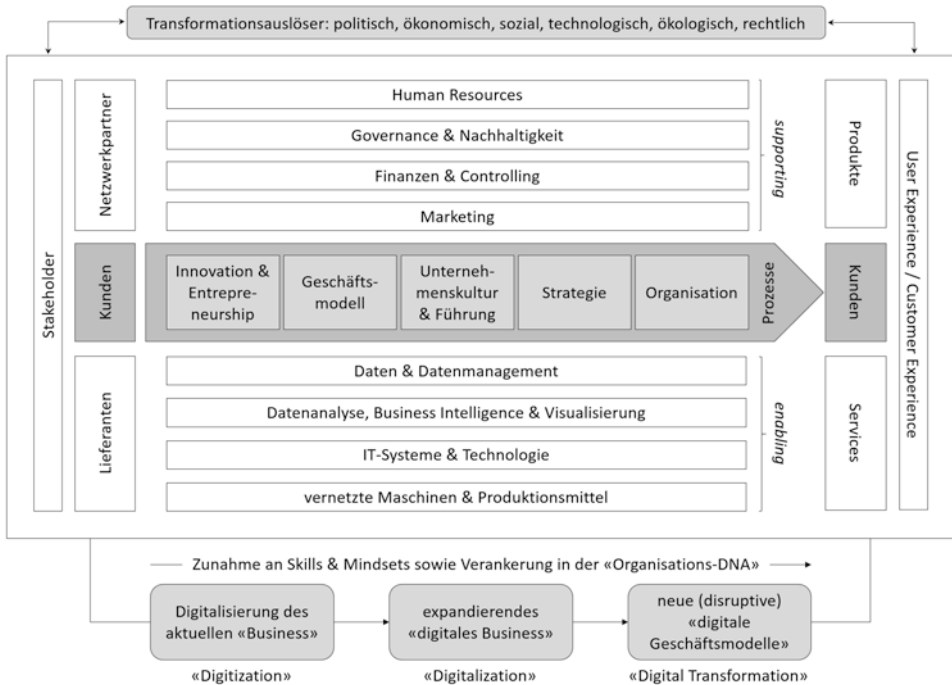 Transformationsauslöser: politisch, ökonomisch, sozial, technologisch, ökologisch, rechtlich
Stakeholder
Netzwerkpartner
Kunden
Lieferanten
Human Resources
Governance & Nachhaltigkeit
Finanzen & Controlling
Marketing
supporting
Innovation &
Entrepre-
neurship
Geschäfts-
modell
Unterneh-
menskultur
& Führung
Strategie
Organisation
Prozesse
Daten & Datenmanagement
Datenanalyse, Business Intelligence & Visualisierung
IT-Systeme & Technologie
vernetzte Maschinen & Produktionsmittel
enabling
Produkte
Kunden
Services
User Experience / Customer Experience
Zunahme an Skills & Mindsets sowie Verankerung in der «Organisations-DNA»
Digitalisierung des
aktuellen «Business»
expandierendes
«digitales Business»
neue (disruptive)
«digitale
Geschäftsmodelle»
«Digitization»
«Digitalization»
«Digital Transformation»